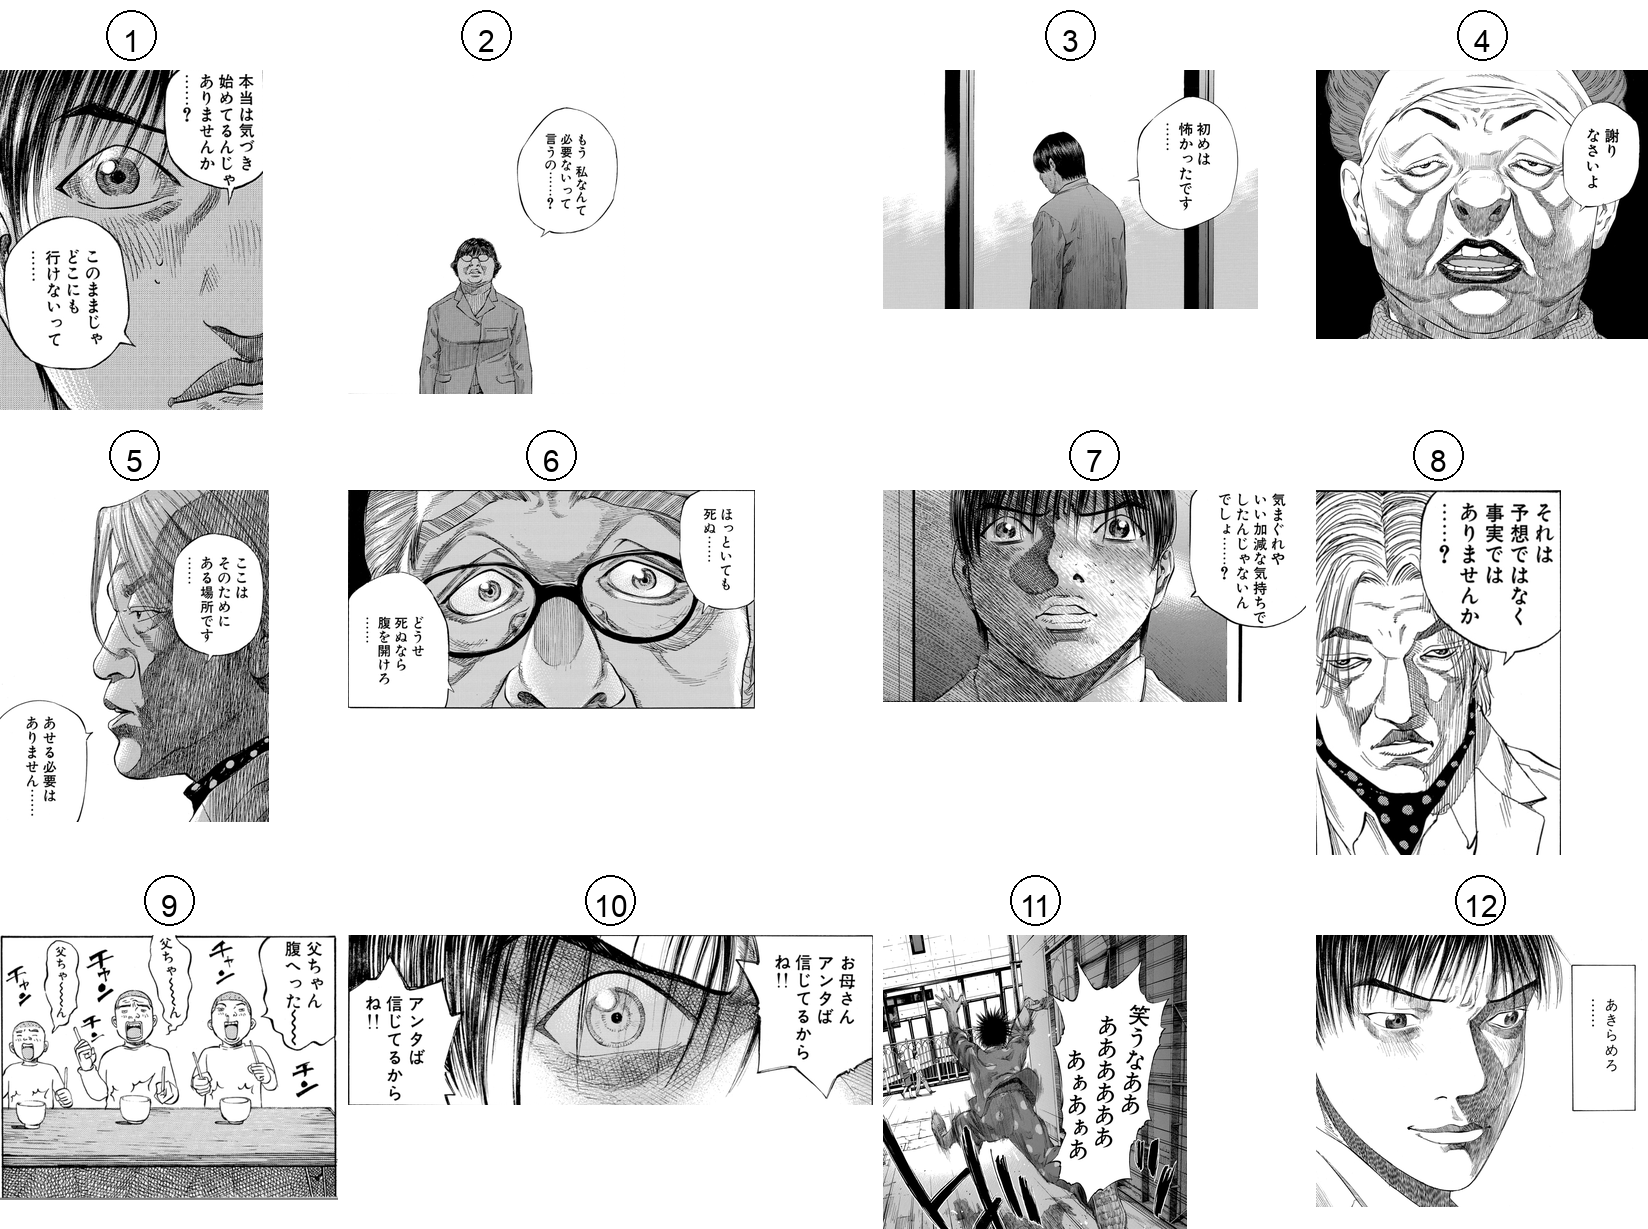 1
本当は気づき
始めてるんじゃ
ありませんか
……?
このままじゃ
どこにも
行けないって
……
2
もう 私なんて
必要ないって
言うの……?
3
初めは
怖かったです
……
4
謝り
なさいよ
5
ここは
そのために
ある場所です
……
あせる必要は
ありません……
6
ほっといても
死ぬ……
どうせ
死ぬなら
腹を開けろ
……
7
気まぐれや
いい加減な気持ちで
したんじゃないん
でしょ……?
8
それは
予想ではなく
事実では
ありませんか
……?
9
父ちゃん
腹へった〜〜
チャン
父ちゃ〜〜〜ん
チャン
父ちゃ〜〜〜ん
チャン
チン
チン
10
お母さん
アンタば
信じてるから
ね!!
アンタば
信じてるから
ね!!
11
笑うなああ
ああああああ
あぁあぁあ
12
あきらめろ
……